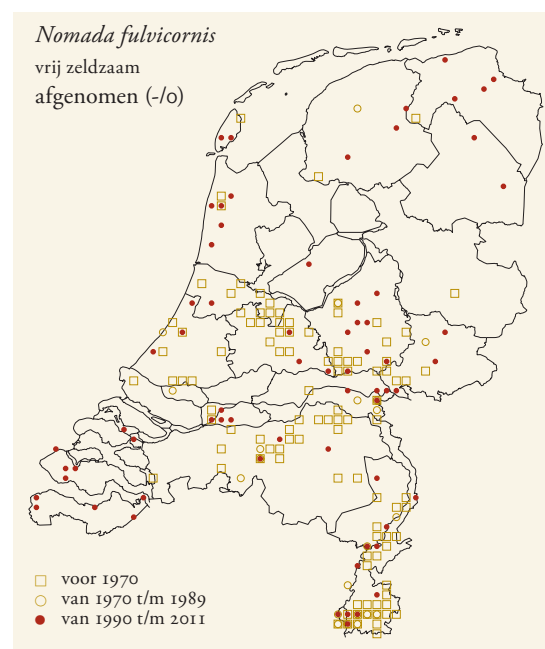 Nomada fulvicornis
vrij zeldzaam
afgenomen (-/0)
voor 1970
van 1970 t/m 1989
van 1990 t/m 2011